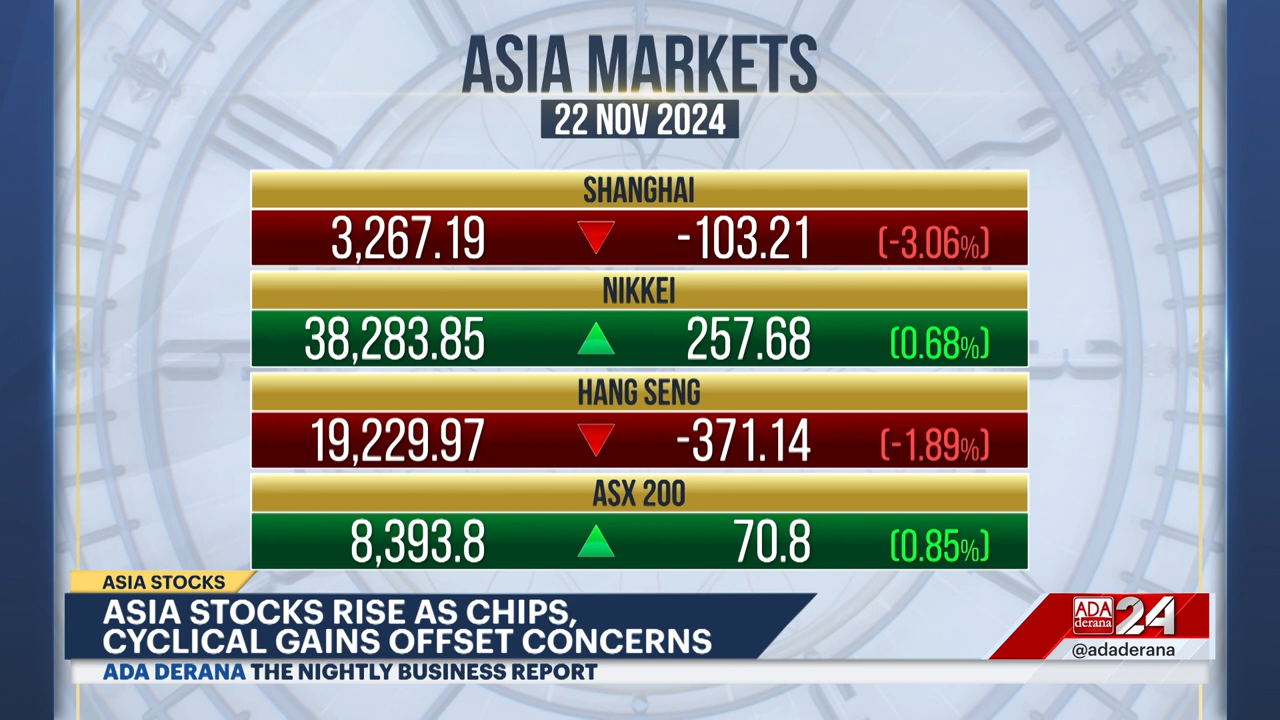 ASIA MARKETS
22 NOV 2024
SHANGHAI
3,267.19 -103.21 (-3.06%)
NIKKEI
38,283.85 257.68 (0.68%)
HANG SENG
19,229.97 -371.14 (-1.89%)
ASX 200
8,393.8 70.8 (0.85%)
ASIA STOCKS
ASIA STOCKS RISE AS CHIPS,
CYCLICAL GAINS OFFSET CONCERNS
ADA DERANA THE NIGHTLY BUSINESS REPORT
ADA
derana 24
@adaderana